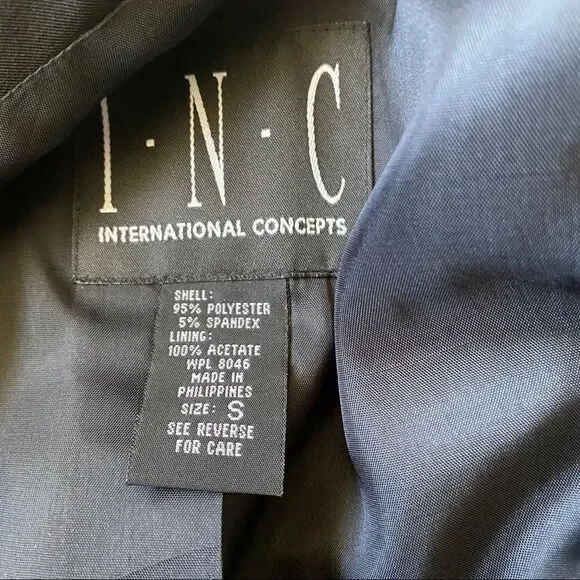 I·N·C
INTERNATIONAL CONCEPTS
SHELL:
95% POLYESTER
5% SPANDEX
LINING:
100% ACETATE
WPL 8046
MADE IN
PHILIPPINES
SIZE: S
SEE REVERSE
FOR CARE